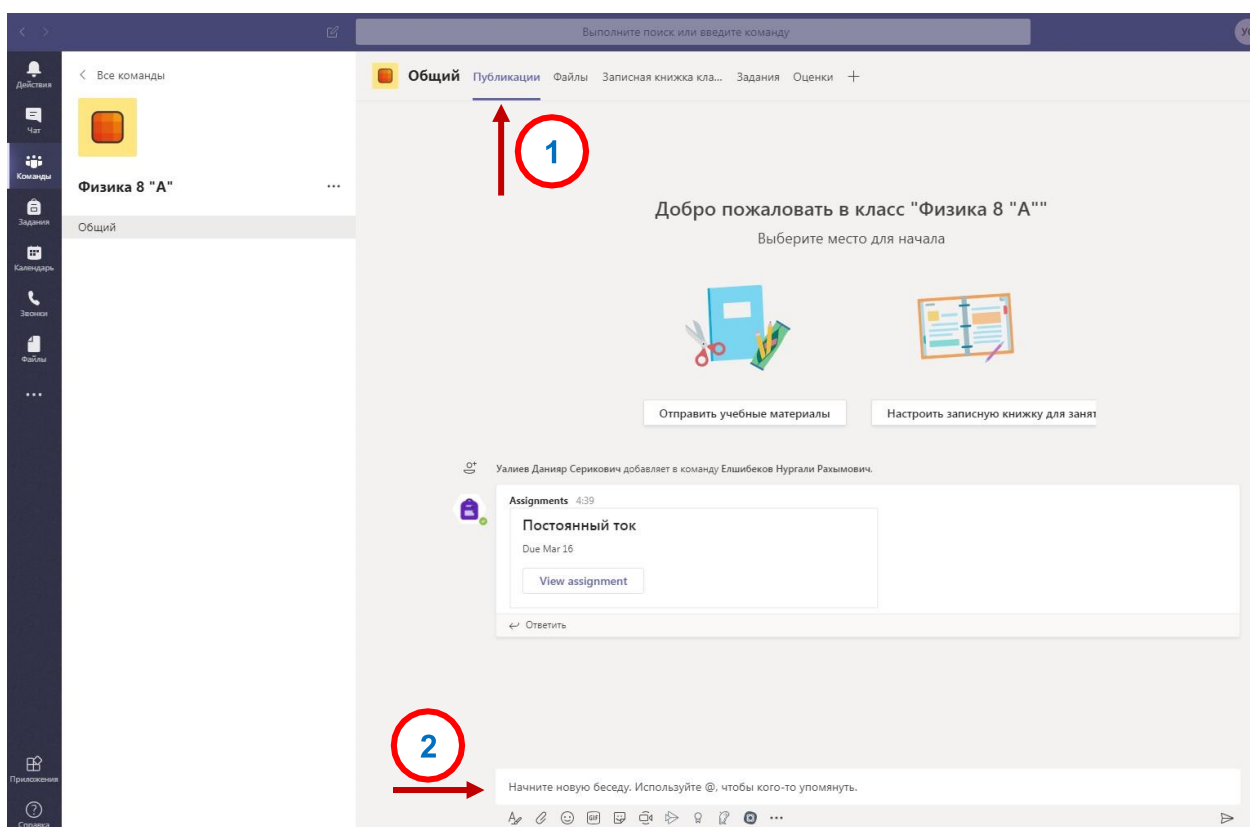 Выполните поиск или введите команду
Действия
Чат
Команды
Задания
Календарь
Звонки
Файлы
Приложения
Справка
Все команды
Физика 8 "А"
Общий
Общий Публикации Файлы Записная книжка кла... Задания Оценки +
1
Добро пожаловать в класс "Физика 8 "А""
Выберите место для начала
Отправить учебные материалы
Настроить записную книжку для занят
Уалиев Данияр Серикович добавляет в команду Елшибеков Нургали Рахымович.
Assignments 4:39
Постоянный ток
Due Mar 16
View assignment
Ответить
2
Начните новую беседу. Используйте @, чтобы кого-то упомянуть.
GIF